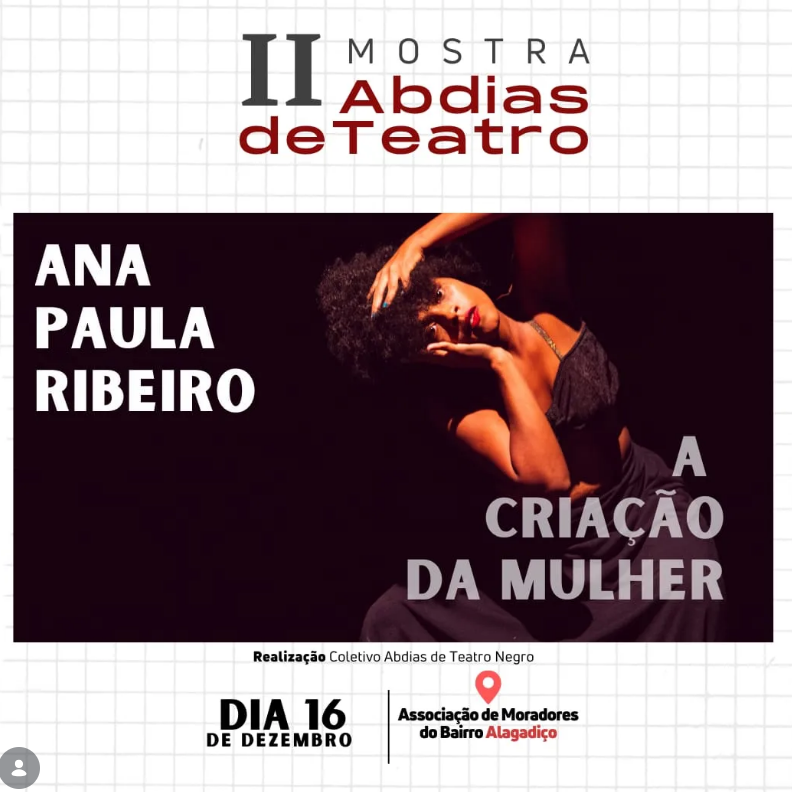 II MOSTRA
Abdias
deTeatro
ANA
PAULA
RIBEIRO
A
CRIAÇÃO
DA MULHER
Realização Coletivo Abdias de Teatro Negro
DIA 16
DE DEZEMBRO
Associação de Moradores
do Bairro Alagadiço